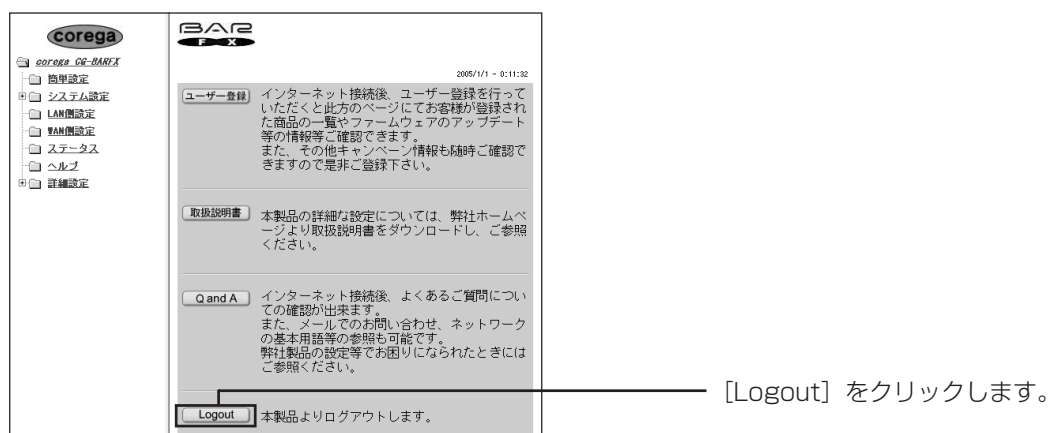 corega
corega CG-BARFX
簡単設定
システム設定
LAN側設定
WAN側設定
ステータス
ヘルプ
詳細設定
BAR
FX
2005/1/1 - 0:11:32
ユーザー登録
インターネット接続後、ユーザー登録を行って
いただくと此方のページにてお客様が登録され
た商品の一覧やファームウェアのアップデート
等の情報等ご確認できます。
また、その他キャンペーン情報も随時ご確認で
きますので是非ご登録下さい。
取扱説明書
本製品の詳細な設定については、弊社ホームペ
ージより取扱説明書をダウンロードし、ご参照
ください。
Q and A
インターネット接続後、よくあるご質問につい
ての確認が出来ます。
また、メールでのお問い合わせ、ネットワーク
の基本用語等の参照も可能です。
弊社製品の設定等でお困りになられたときには
ご参照ください。
Logout
本製品よりログアウトします。
［Logout］をクリックします。